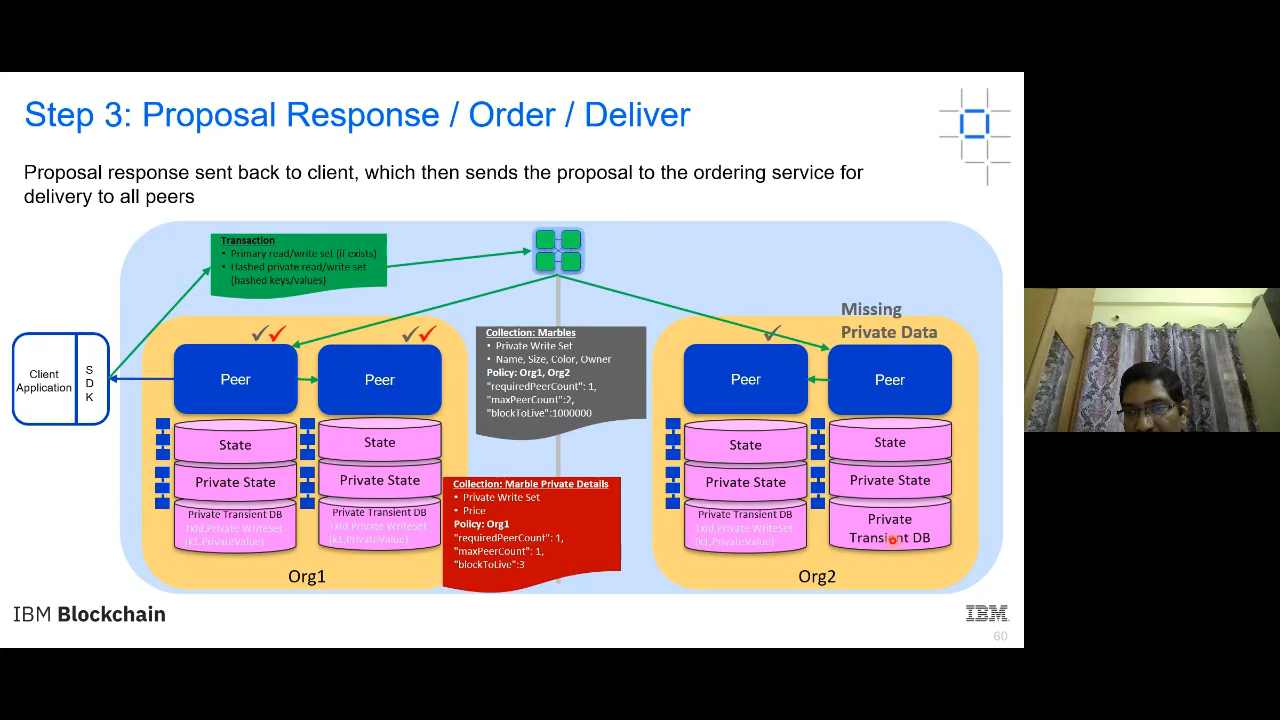 Step 3: Proposal Response / Order / Deliver
Proposal response sent back to client, which then sends the proposal to the ordering service for
delivery to all peers
Transaction
• Primary read/write set (if exists)
• Hashed private read/write set
(hashed keys/values)
Missing
Private Data
Collection: Marbles
• Private Write Set
• Name, Size, Color, Owner
Policy: Org1, Org2
"requiredPeerCount": 1,
"maxPeerCount":2,
"blockToLive":1000000
Client
Application
S
D
K
Peer
Peer
Peer
Peer
State
State
State
State
Private State
Private State
Private State
Private State
Private Transient DB
TxId,Private WriteSet
(k1,PrivateValue)
Private Transient DB
TxId,Private WriteSet
(k1,PrivateValue)
Collection: Marble Private Details
• Private Write Set
• Price
Policy: Org1
"requiredPeerCount": 1,
"maxPeerCount": 1,
"blockToLive":3
Private Transient DB
TxId,Private WriteSet
(k1,PrivateValue)
Private
Transient DB
Org1
Org2
IBM Blockchain
IBM
60